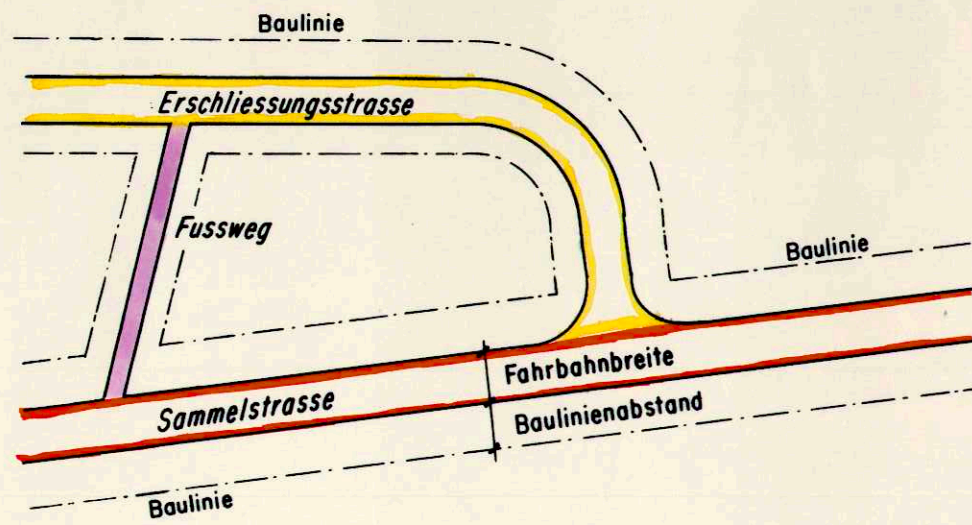 Baulinie
Erschliessungsstrasse
Fussweg
Baulinie
Fahrbahnbreite
Sammelstrasse
Baulinienabstand
Baulinie